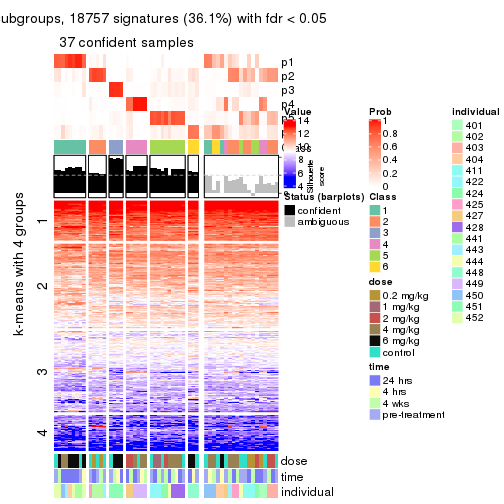 ubgroups, 18757 signatures (36.1%) with fdr < 0.05
37 confident samples
p1
p2
p3
p4
Value
14
12
10
8
6
4
Silhouette
score
Status (barplots)
confident
ambiguous
Prob
1
0.8
0.6
0.4
0.2
0
Class
1
2
3
4
5
6
dose
0.2 mg/kg
1 mg/kg
2 mg/kg
4 mg/kg
6 mg/kg
control
time
24 hrs
4 hrs
4 wks
pre-treatment
Individual
401
402
403
404
411
422
424
425
427
428
441
443
444
448
449
450
451
452
k-means with 4 groups
1
2
3
4
dose
time
individual